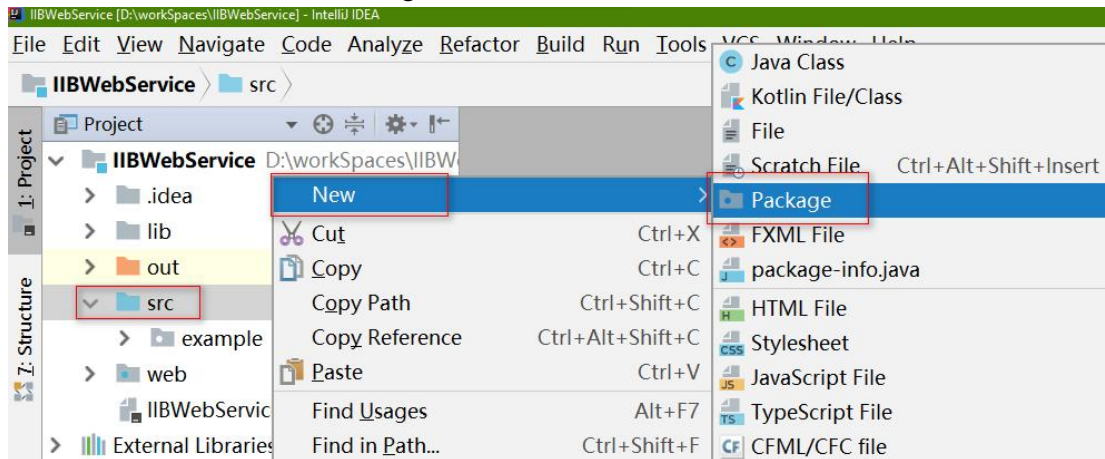 IIBWebService [D:\workSpaces\IIBWebService] - IntelliJ IDEA
File Edit View Navigate Code Analyze Refactor Build Run Tools VCS Window Help
IIBWebService src
1: Project
7: Structure
Project
IIBWebService D:\workSpaces\IIBW
.idea
lib
out
src
example
web
IIBWebServic
External Libraries
New
Cut Ctrl+X
Copy Ctrl+C
Copy Path Ctrl+Shift+C
Copy Reference Ctrl+Alt+Shift+C
Paste Ctrl+V
Find Usages Alt+F7
Find in Path... Ctrl+Shift+F
Java Class
Kotlin File/Class
File
Scratch File Ctrl+Alt+Shift+Insert
Package
FXML File
package-info.java
HTML File
Stylesheet
JavaScript File
TypeScript File
CFML/CFC file